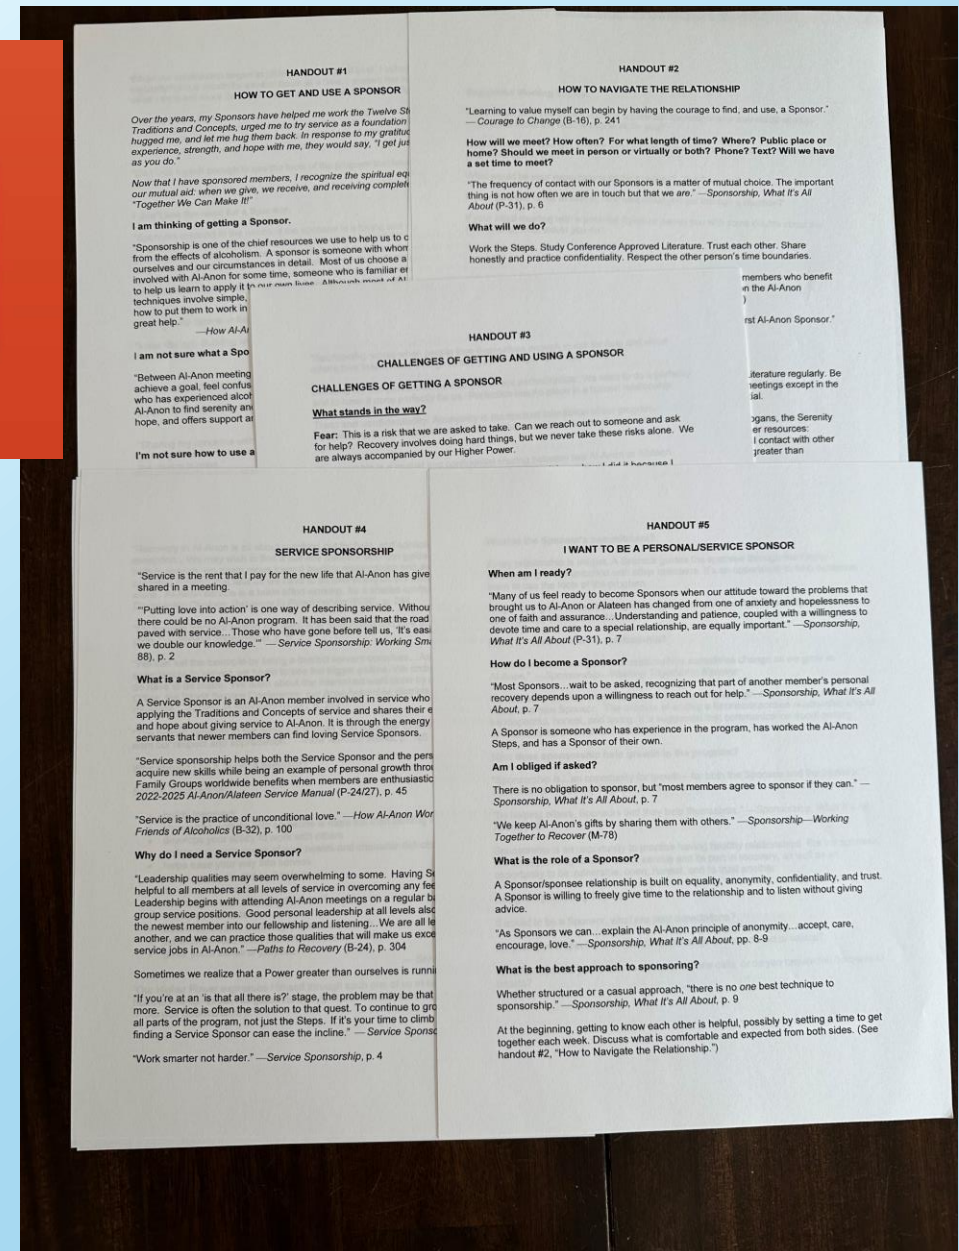 HANDOUT #1
HOW TO GET AND USE A SPONSOR
Over the years, my Sponsors have helped me work the Twelve
Traditions and Concepts, urged me to try service as a foundation
hugged me, and let me hug them back. In response to my
experience, strength, and hope with me, they would say, "I get
as you do."
Now that I have sponsored members, I recognize the spiritual
our mutual aid: when we give, we receive, and receiving
"Together We Can Make It!"
I am thinking of getting a Sponsor.
"Sponsorship is one of the chief resources we use to help us to
from the effects of alcoholism. A sponsor is someone with
ourselves and our circumstances in detail. Most of us choose a
involved with Al-Anon for some time, someone who is familiar
to help us learn to apply it to our own lives. Although most of
techniques involve simple,
how to put them to work in
great help."
—How
I am not sure what a
"Between Al-Anon meeting
achieve a goal, feel
who has experienced
Al-Anon to find serenity
hope, and offers support
I'm not sure how to use a
HANDOUT #2
HOW TO NAVIGATE THE RELATIONSHIP
"Learning to value myself can begin by having the courage to find, and use, a Sponsor."
— Courage to Change (B-16), p. 241
How will we meet? How often? For what length of time? Where? Public place or
home? Should we meet in person or virtually or both? Phone? Text? Will we have
a set time to meet?
"The frequency of contact with our Sponsors is a matter of mutual choice. The important
thing is not how often we are in touch but that we are." —Sponsorship, What It's All
About (P-31), p. 6
What will we do?
Work the Steps. Study Conference Approved Literature. Trust each other. Share
honestly and practice confidentiality. Respect the other person's time boundaries.
members who benefit
the Al-Anon
)
Al-Anon Sponsor."
regularly. Be
except in the
the Serenity
resources:
contact with other
than
HANDOUT #3
CHALLENGES OF GETTING AND USING A SPONSOR
CHALLENGES OF GETTING A SPONSOR
What stands in the way?
Fear: This is a risk that we are asked to take. Can we reach out to someone and ask
for help? Recovery involves doing hard things, but we never take these risks alone. We
are always accompanied by our Higher Power.
HANDOUT #4
SERVICE SPONSORSHIP
"Service is the rent that I pay for the new life that Al-Anon has
shared in a meeting.
"'Putting love into action' is one way of describing service.
there could be no Al-Anon program. It has been said that the road
paved with service…Those who have gone before tell us, 'It's
we double our knowledge.'" — Service Sponsorship: Working
88), p. 2
What is a Service Sponsor?
A Service Sponsor is an Al-Anon member involved in service who
applying the Traditions and Concepts of service and shares their
and hope about giving service to Al-Anon. It is through the energy
servants that newer members can find loving Service Sponsors.
"Service sponsorship helps both the Service Sponsor and the
acquire new skills while being an example of personal growth
Family Groups worldwide benefits when members are
2022-2025 Al-Anon/Alateen Service Manual (P-24/27), p. 45
"Service is the practice of unconditional love." —How Al-Anon
Friends of Alcoholics (B-32), p. 100
Why do I need a Service Sponsor?
"Leadership qualities may seem overwhelming to some. Having
helpful to all members at all levels of service in overcoming any
Leadership begins with attending Al-Anon meetings on a regular
group service positions. Good personal leadership at all levels
the newest member into our fellowship and listening…We are all
another, and we can practice those qualities that will make us
service jobs in Al-Anon." —Paths to Recovery (B-24), p. 304
Sometimes we realize that a Power greater than ourselves is
"If you're at an 'is that all there is?' stage, the problem may be that
more. Service is often the solution to that quest. To continue to
all parts of the program, not just the Steps. If it's your time to climb
finding a Service Sponsor can ease the incline." — Service
"Work smarter not harder." —Service Sponsorship, p. 4
HANDOUT #5
I WANT TO BE A PERSONAL/SERVICE SPONSOR
When am I ready?
"Many of us feel ready to become Sponsors when our attitude toward the problems that
brought us to Al-Anon or Alateen has changed from one of anxiety and hopelessness to
one of faith and assurance…Understanding and patience, coupled with a willingness to
devote time and care to a special relationship, are equally important." —Sponsorship,
What It's All About (P-31), p. 7
How do I become a Sponsor?
"Most Sponsors…wait to be asked, recognizing that part of another member's personal
recovery depends upon a willingness to reach out for help." —Sponsorship, What It's All
About, p. 7
A Sponsor is someone who has experience in the program, has worked the Al-Anon
Steps, and has a Sponsor of their own.
Am I obliged if asked?
There is no obligation to sponsor, but "most members agree to sponsor if they can." —
Sponsorship, What It's All About, p. 7
"We keep Al-Anon's gifts by sharing them with others." —Sponsorship—Working
Together to Recover (M-78)
What is the role of a Sponsor?
A Sponsor/sponsee relationship is built on equality, anonymity, confidentiality, and trust.
A Sponsor is willing to freely give time to the relationship and to listen without giving
advice.
"As Sponsors we can…explain the Al-Anon principle of anonymity…accept, care,
encourage, love." —Sponsorship, What It's All About, pp. 8-9
What is the best approach to sponsoring?
Whether structured or a casual approach, "there is no one best technique to
sponsorship." —Sponsorship, What It's All About, p. 9
At the beginning, getting to know each other is helpful, possibly by setting a time to get
together each week. Discuss what is comfortable and expected from both sides. (See
handout #2, "How to Navigate the Relationship.")